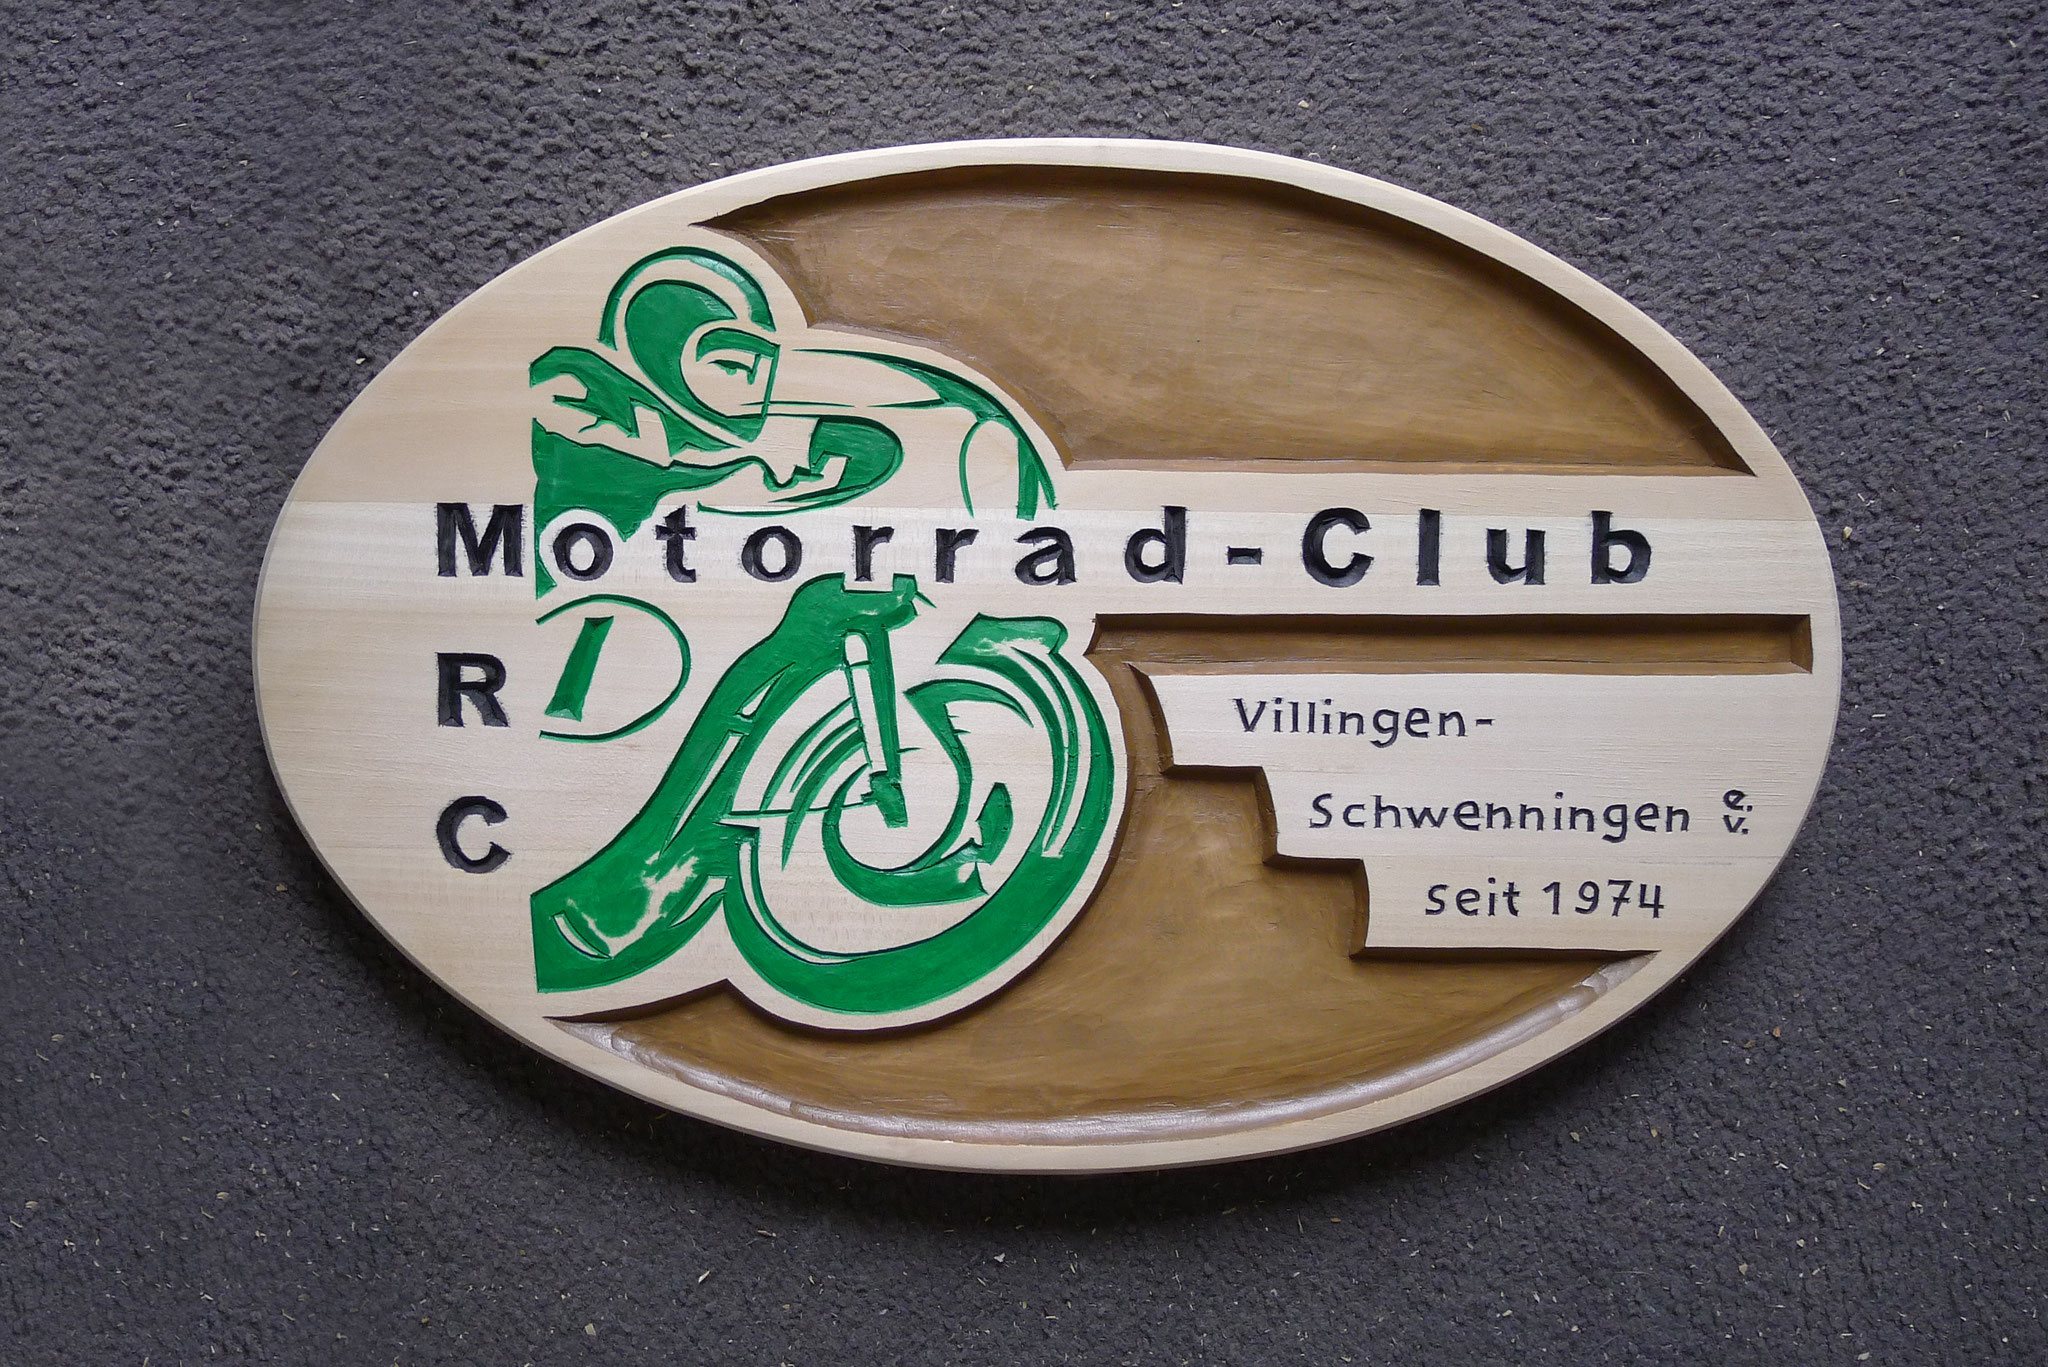 Motorrad-Club
R
C
Villingen-
Schwenningen e.v.
seit 1974